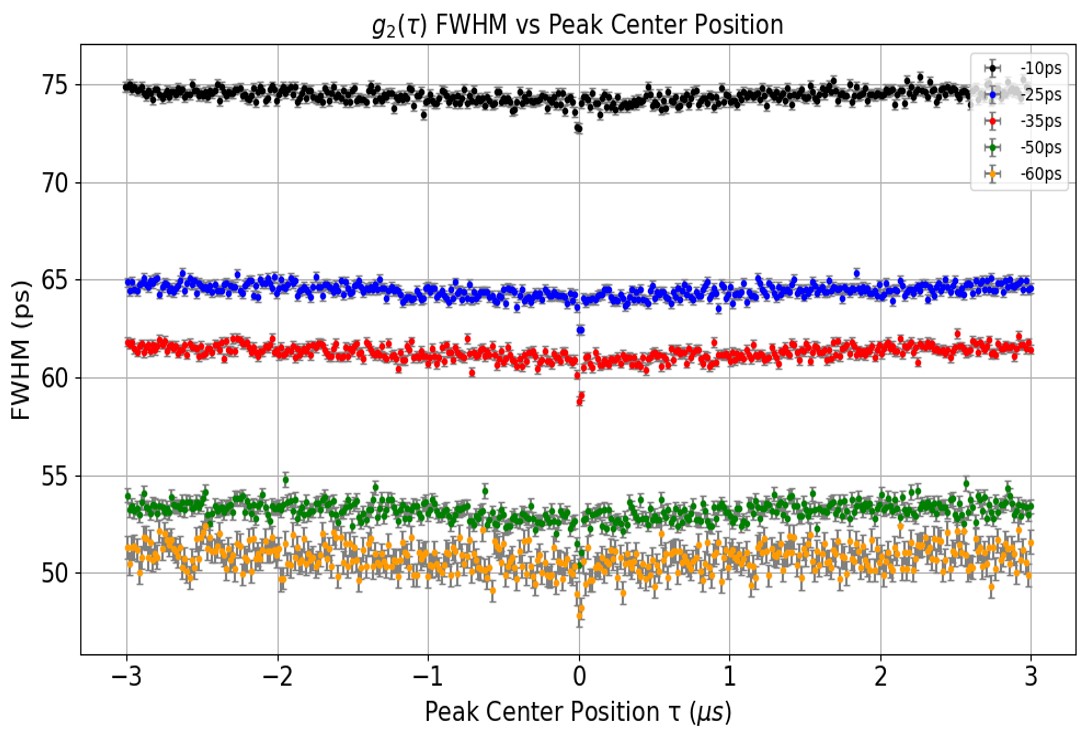 g₂(τ) FWHM vs Peak Center Position
FWHM (ps)
75
70
65
60
55
50
-10ps
-25ps
-35ps
-50ps
-60ps
−3
−2
−1
0
1
2
3
Peak Center Position τ (μs)